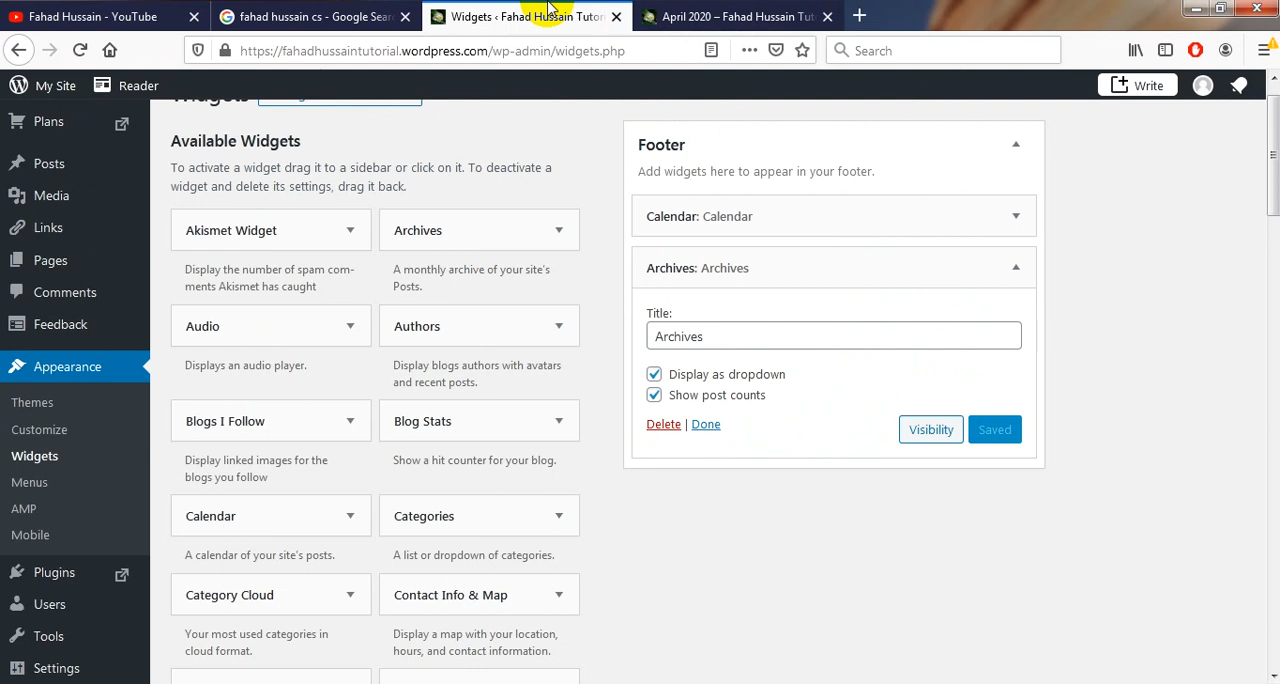 Fahad Hussain - YouTube
fahad hussain cs - Google Sear
Widgets ‹ Fahad Hussain Tutor
April 2020 – Fahad Hussain Tut
https://fahadhussaintutorial.wordpress.com/wp-admin/widgets.php
Search
My Site
Reader
Write
Plans
Posts
Media
Links
Pages
Comments
Feedback
Appearance
Themes
Customize
Widgets
Menus
AMP
Mobile
Plugins
Users
Tools
Settings
Available Widgets
To activate a widget drag it to a sidebar or click on it. To deactivate a
widget and delete its settings, drag it back.
Akismet Widget
Archives
Display the number of spam com-
ments Akismet has caught
A monthly archive of your site's
Posts.
Audio
Authors
Displays an audio player.
Display blogs authors with avatars
and recent posts.
Blogs I Follow
Blog Stats
Display linked images for the
blogs you follow
Show a hit counter for your blog.
Calendar
Categories
A calendar of your site's posts.
A list or dropdown of categories.
Category Cloud
Contact Info & Map
Your most used categories in
cloud format.
Display a map with your location,
hours, and contact information.
Footer
Add widgets here to appear in your footer.
Calendar: Calendar
Archives: Archives
Title:
Archives
Display as dropdown
Show post counts
Delete | Done
Visibility
Saved